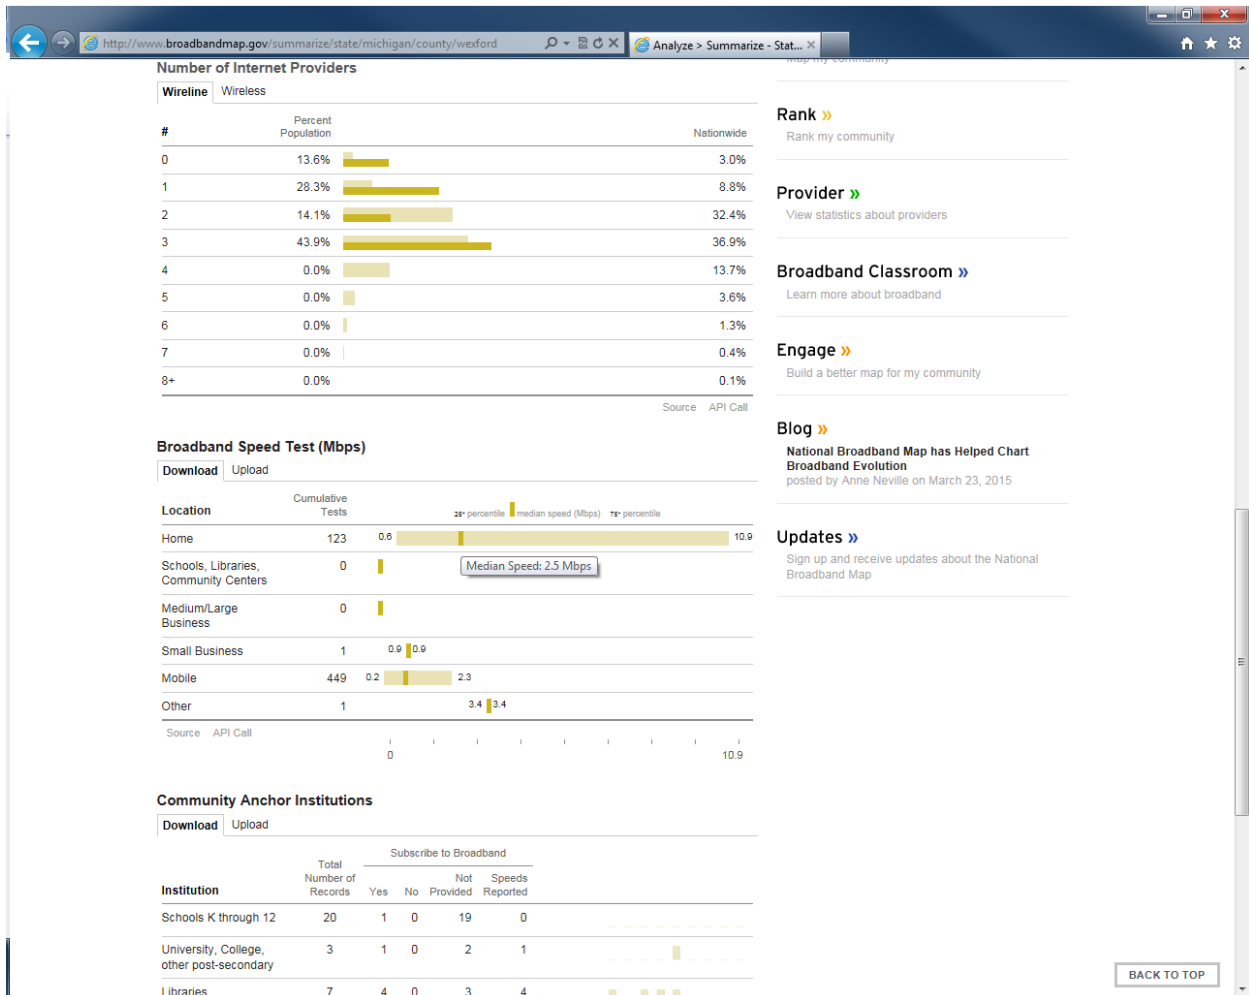 http://www.broadbandmap.gov/summarize/state/michigan/county/wexford
Analyze > Summarize - Stat...
Number of Internet Providers
Wireline Wireless
# Percent Population Nationwide
0 13.6% 3.0%
1 28.3% 8.8%
2 14.1% 32.4%
3 43.9% 36.9%
4 0.0% 13.7%
5 0.0% 3.6%
6 0.0% 1.3%
7 0.0% 0.4%
8+ 0.0% 0.1%
Source API Call
Broadband Speed Test (Mbps)
Download Upload
Location Cumulative Tests 25th percentile median speed (Mbps) 75th percentile
Home 123 0.6 10.9
Median Speed: 2.5 Mbps
Schools, Libraries, 0
Community Centers
Medium/Large 0
Business
Small Business 1 0.9 0.9
Mobile 449 0.2 2.3
Other 1 3.4 3.4
Source API Call
0 10.9
Community Anchor Institutions
Download Upload
Subscribe to Broadband
Institution Total Number of Records Yes No Not Provided Speeds Reported
Schools K through 12 20 1 0 19 0
University, College, 3 1 0 2 1
other post-secondary
Libraries 7 4 0 3 4
Map my community
Rank »
Rank my community
Provider »
View statistics about providers
Broadband Classroom »
Learn more about broadband
Engage »
Build a better map for my community
Blog »
National Broadband Map has Helped Chart
Broadband Evolution
posted by Anne Neville on March 23, 2015
Updates »
Sign up and receive updates about the National
Broadband Map
BACK TO TOP